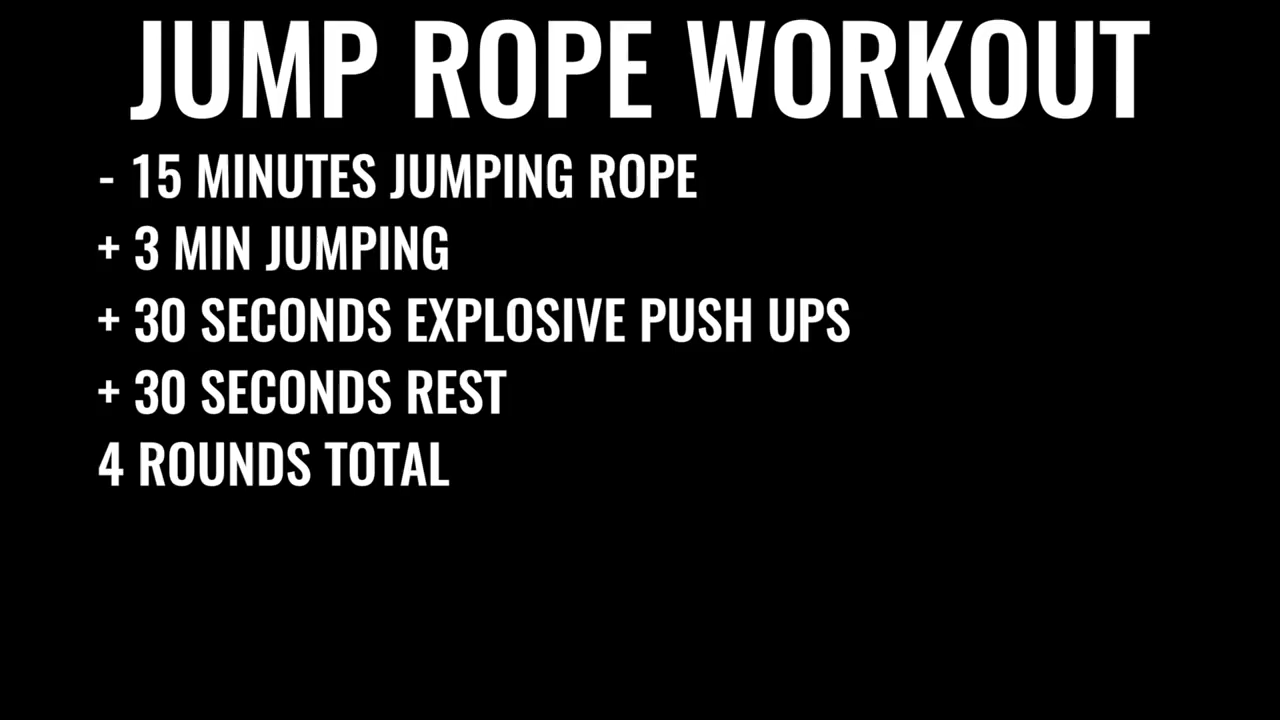 JUMP ROPE WORKOUT
- 15 MINUTES JUMPING ROPE
+ 3 MIN JUMPING
+ 30 SECONDS EXPLOSIVE PUSH UPS
+ 30 SECONDS REST
4 ROUNDS TOTAL